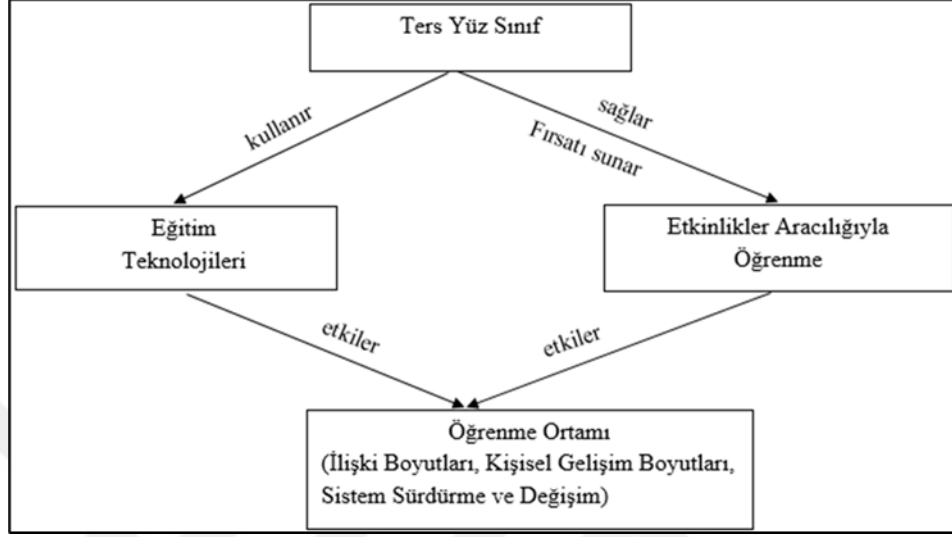 Ters Yüz Sınıf
kullanır
sağlar
Fırsatı sunar
Eğitim
Teknolojileri
Etkinlikler Aracılığıyla
Öğrenme
etkiler
etkiler
Öğrenme Ortamı
(İlişki Boyutları, Kişisel Gelişim Boyutları,
Sistem Sürdürme ve Değişim)